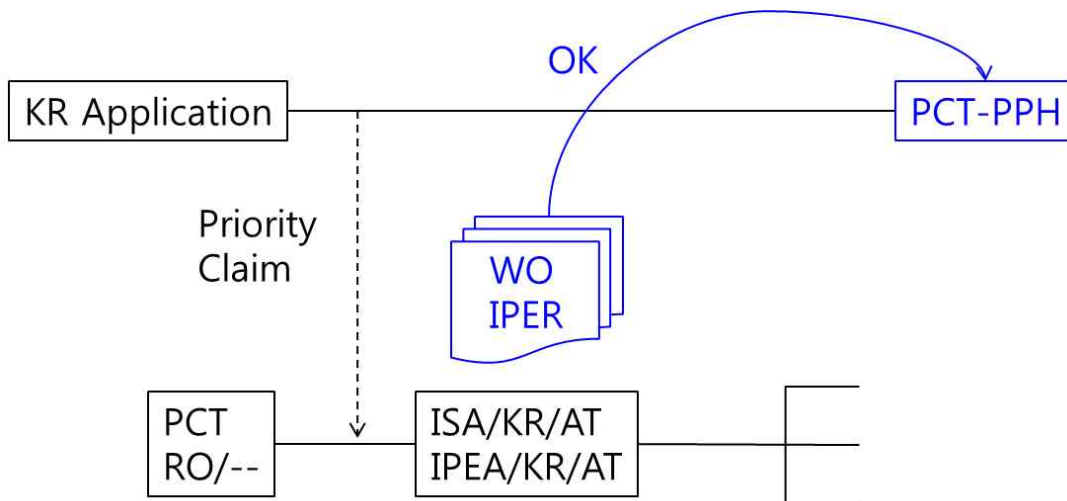 OK
KR Application
PCT-PPH
Priority
Claim
WO
IPER
PCT
RO/--
ISA/KR/AT
IPEA/KR/AT